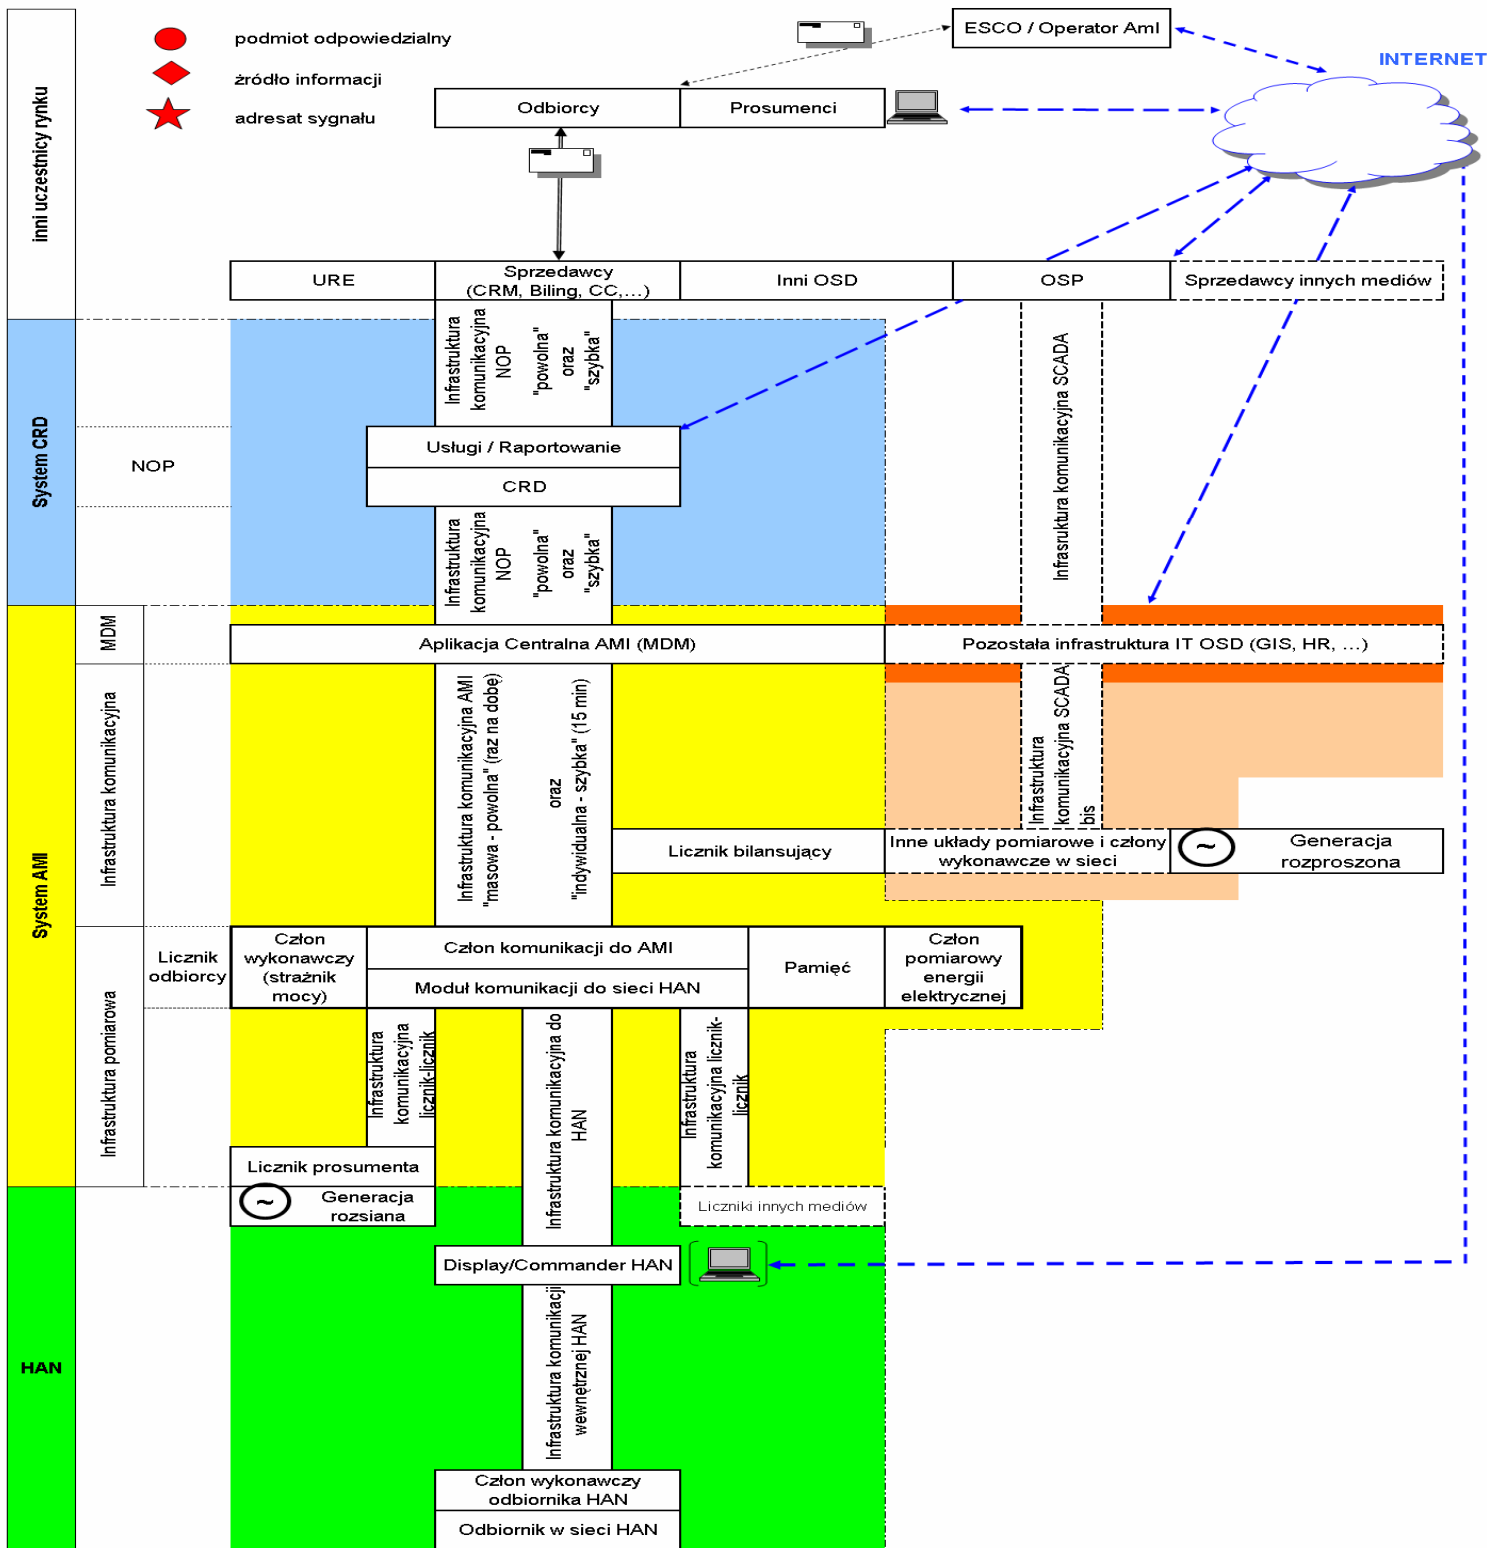 podmiot odpowiedzialny
źródło informacji
adresat sygnału
ESCO / Operator AmI
INTERNET
Odbiorcy
Prosumenci
inni uczestnicy rynku
URE
Sprzedawcy
(CRM, Biling, CC,...)
Inni OSD
OSP
Sprzedawcy innych mediów
System CRD
NOP
Infrastruktura
komunikacyjna
NOP
"powolna"
oraz
"szybka"
Usługi / Raportowanie
CRD
Infrastruktura
komunikacyjna
NOP
"powolna"
oraz
"szybka"
Infrasruktura komunikacyjna SCADA
System AMI
MDM
Aplikacja Centralna AMI (MDM)
Pozostała infrastruktura IT OSD (GIS, HR, ...)
Infrastruktura komunikacyjna
Infrastruktura komunikacyjna AMI
"masowa - powolna" (raz na dobę)
oraz
"indywidualna - szybka" (15 min)
Infrastruktura
komunikacyjna SCADA
bis
Licznik bilansujący
Inne układy pomiarowe i człony
wykonawcze w sieci
~
Generacja
rozproszona
Infrastruktura pomiarowa
Licznik
odbiorcy
Człon
wykonawczy
(strażnik
mocy)
Człon komunikacji do AMI
Moduł komunikacji do sieci HAN
Pamięć
Człon
pomiarowy
energii
elektrycznej
Infrastruktura
komunikacyjna
licznik-licznik
Infrastruktura komunikacyjna do
HAN
Infrastruktura
komunikacyjna licznik-
licznik
Licznik prosumenta
~
Generacja
rozsiana
Liczniki innych mediów
Display/Commander HAN
HAN
Infrastruktura komunikacji
wewnętrznej HAN
Człon wykonawczy
odbiornika HAN
Odbiornik w sieci HAN